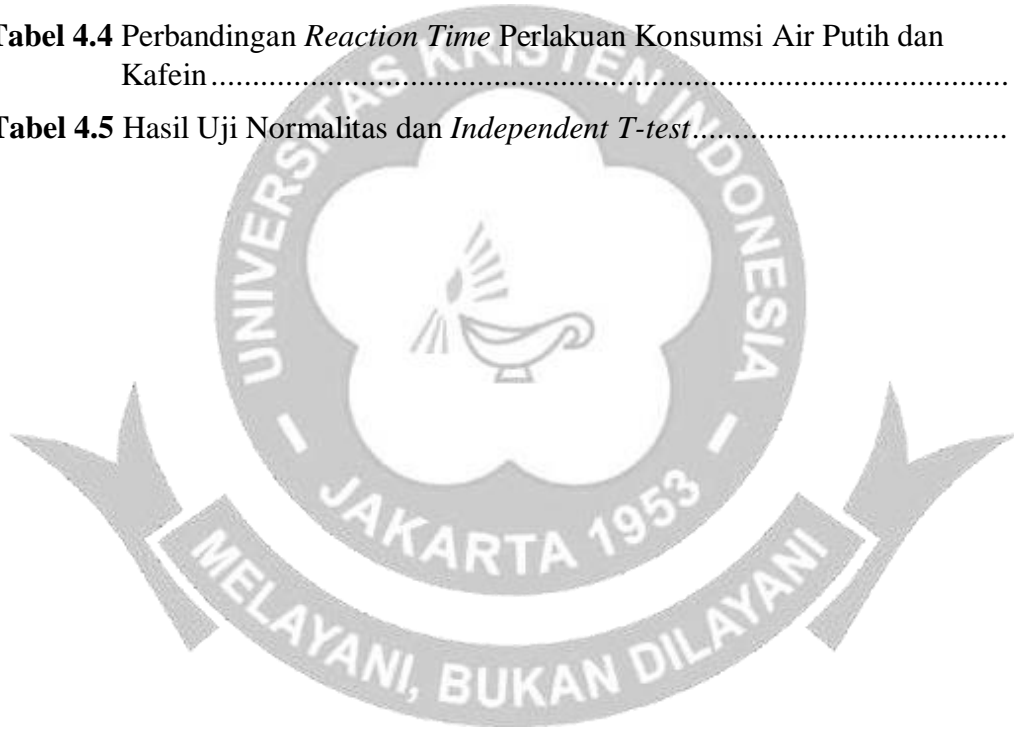 Tabel 4.4 Perbandingan Reaction Time Perlakuan Konsumsi Air Putih dan
Kafein................................................................................................
Tabel 4.5 Hasil Uji Normalitas dan Independent T-test......................................
UNIVERSITAS KRISTEN INDONESIA
- JAKARTA 1953 -
MELAYANI, BUKAN DILAYANI